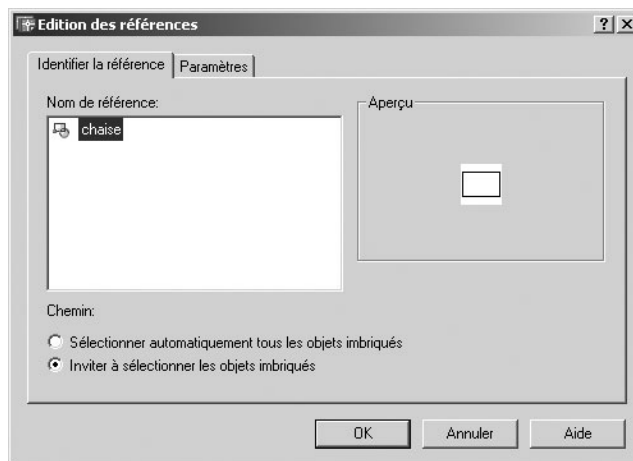 Edition des références
Identifier la référence
Paramètres
Nom de référence:
chaise
Aperçu
Chemin:
Sélectionner automatiquement tous les objets imbriqués
Inviter à sélectionner les objets imbriqués
OK
Annuler
Aide